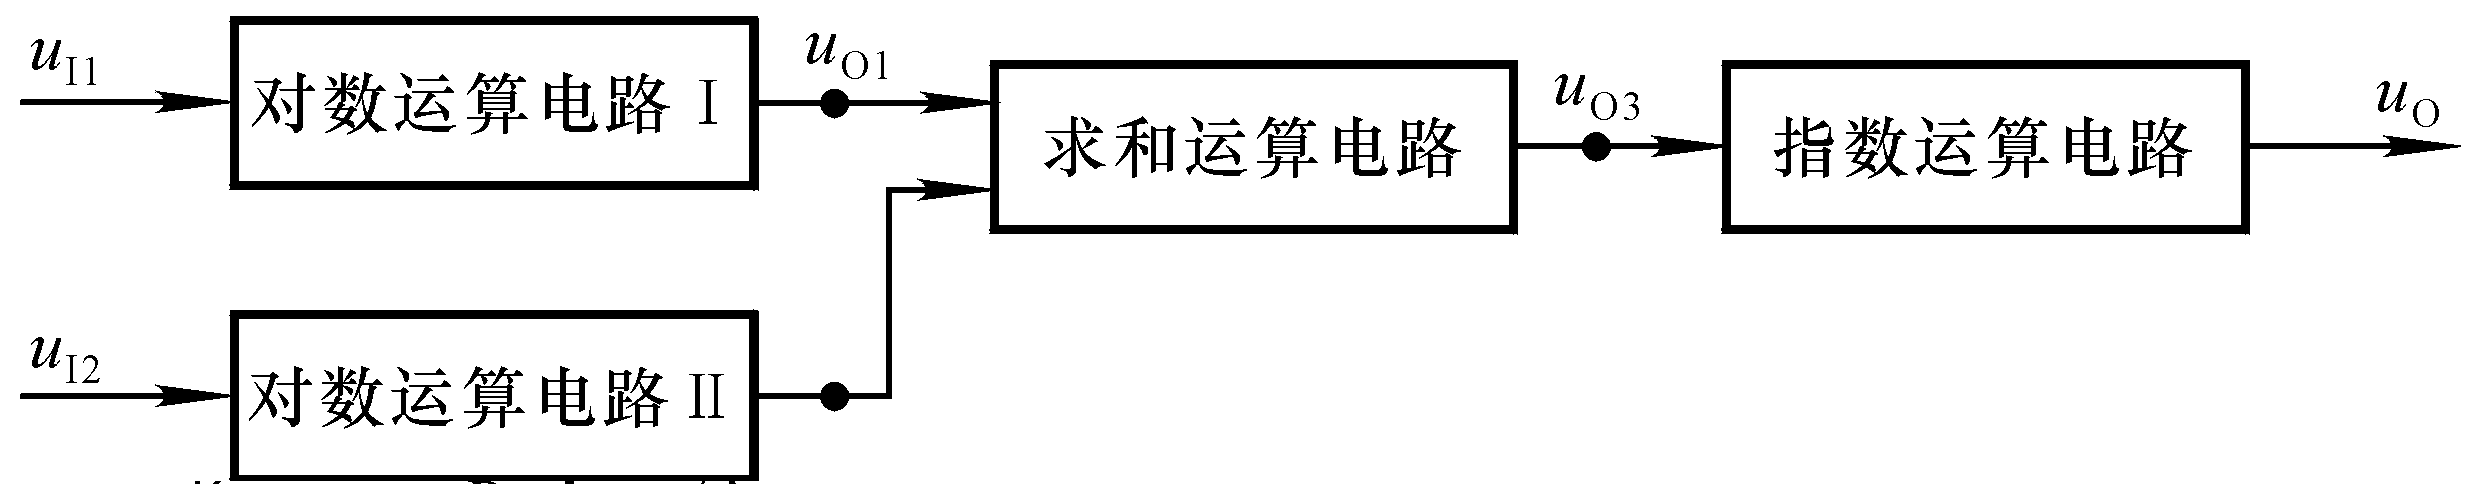 u_I1
对数运算电路 Ⅰ
u_O1
求和运算电路
u_O3
指数运算电路
u_O
u_I2
对数运算电路 Ⅱ